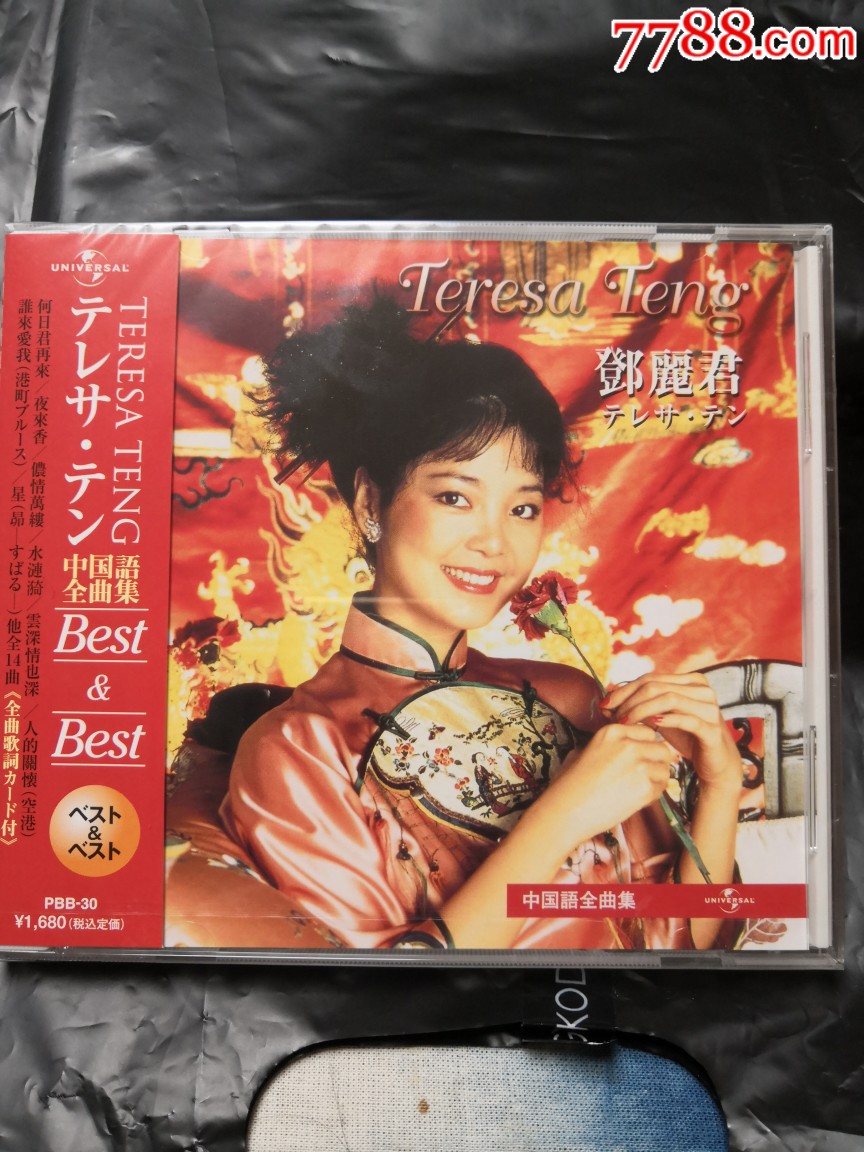 7788.com
UNIVERSAL
TERESA TENG
テレサ・テン
中国語
全曲集
Best
&
Best
何日君再來／夜來香／儂情萬縷／水漣漪／雲深情也深／人的關懷（空港）
誰來愛我（港町ブルース）／星（昴―すばる―）他全14曲《全曲歌詞カード付》
ベスト
&
ベスト
PBB-30
¥1,680（税込定価）
Teresa Teng
鄧麗君
テレサ・テン
中国語全曲集
UNIVERSAL